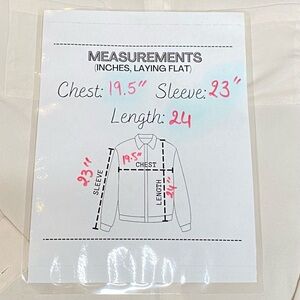 MEASUREMENTS
(INCHES, LAYING FLAT)
Chest: 19.5" Sleeve: 23"
Length: 24
19.5"
CHEST
23"
SLEEVE
LENGTH
24"